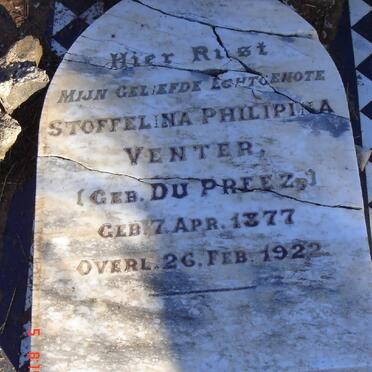 Hier Rust
Mijn Geliefde Echtgenote
Stoffelina Philipina
Venter.
(Geb. Du Preez.)
Geb. 7. Apr. 1877
Overl. 26. Feb. 1922